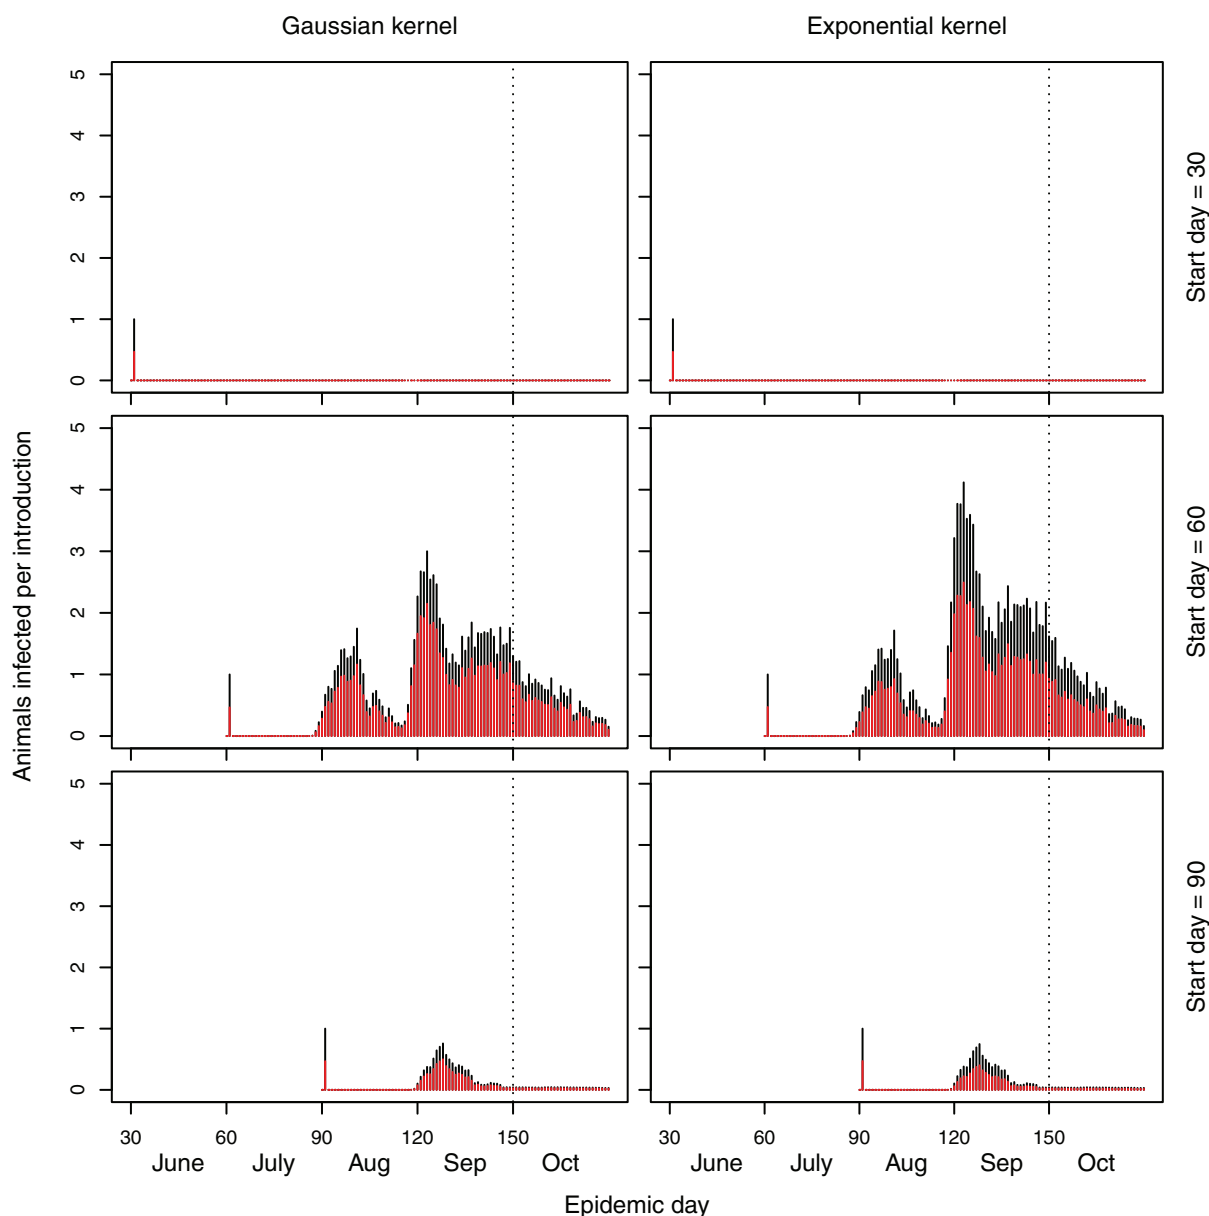 Gaussian kernel Exponential kernel
5
4
3
2
1
0
Start day = 30
5
4
3
2
1
0
Start day = 60
Animals infected per introduction
5
4
3
2
1
0
Start day = 90
30 60 90 120 150 30 60 90 120 150
June July Aug Sep Oct June July Aug Sep Oct
Epidemic day